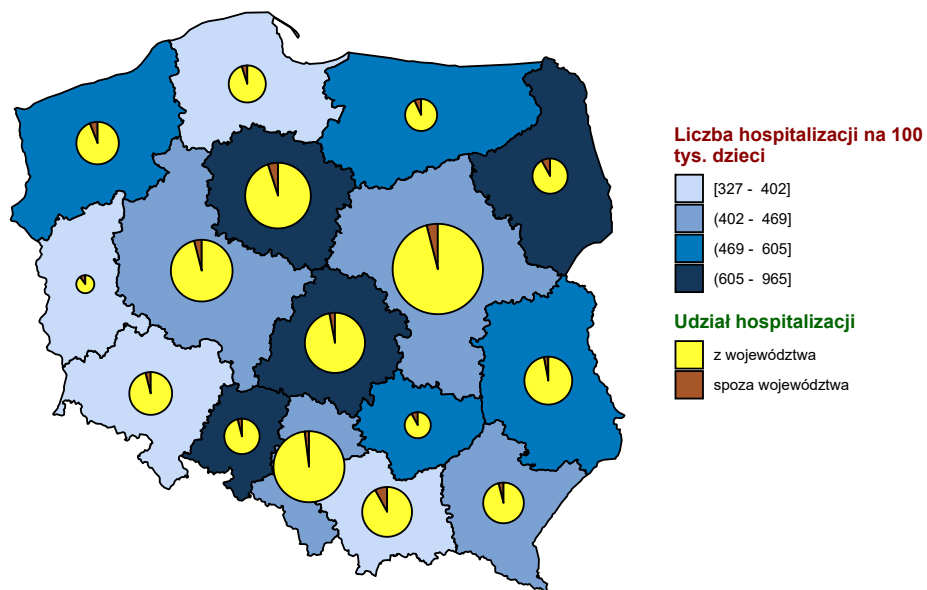 Liczba hospitalizacji na 100
tys. dzieci
[327 - 402]
(402 - 469]
(469 - 605]
(605 - 965]
Udział hospitalizacji
z województwa
spoza województwa